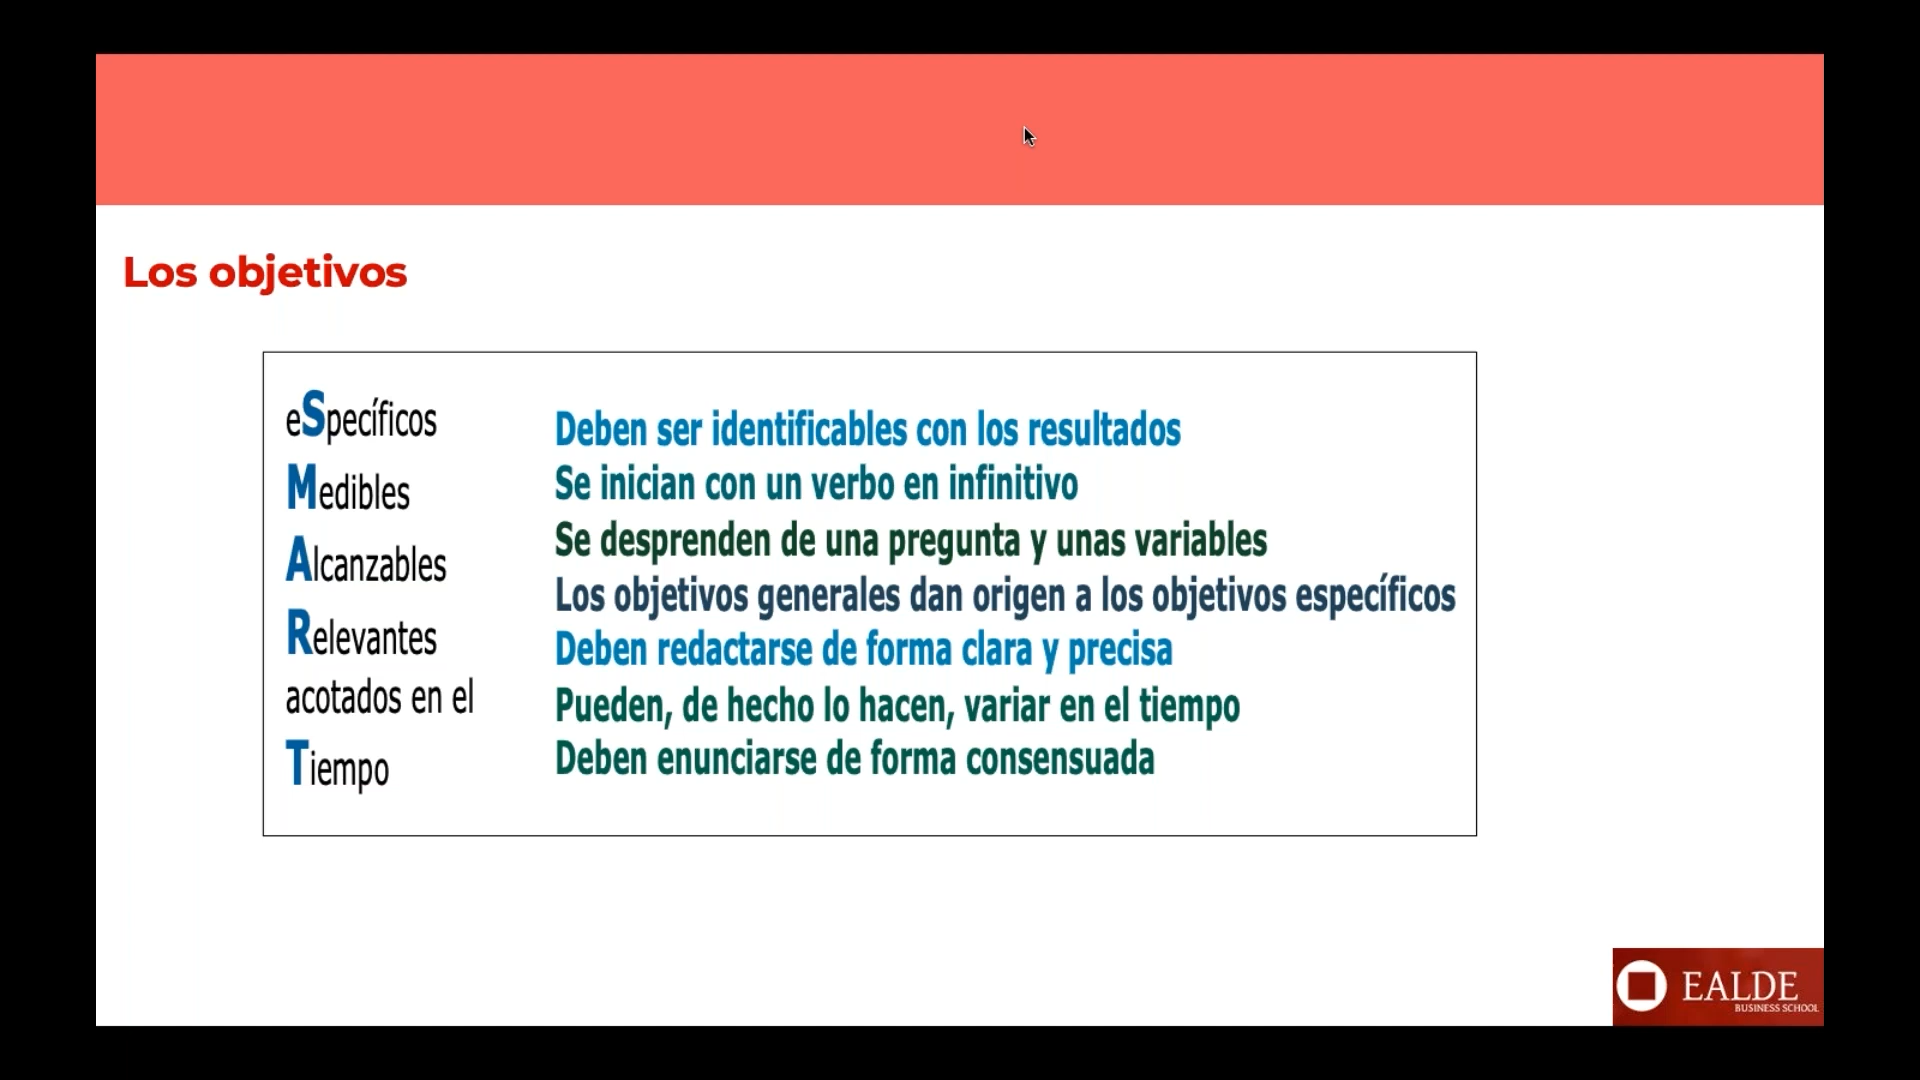 Los objetivos
eSpecíficos
Medibles
Alcanzables
Relevantes
acotados en el
Tiempo
Deben ser identificables con los resultados
Se inician con un verbo en infinitivo
Se desprenden de una pregunta y unas variables
Los objetivos generales dan origen a los objetivos específicos
Deben redactarse de forma clara y precisa
Pueden, de hecho lo hacen, variar en el tiempo
Deben enunciarse de forma consensuada
EALDE
BUSINESS SCHOOL